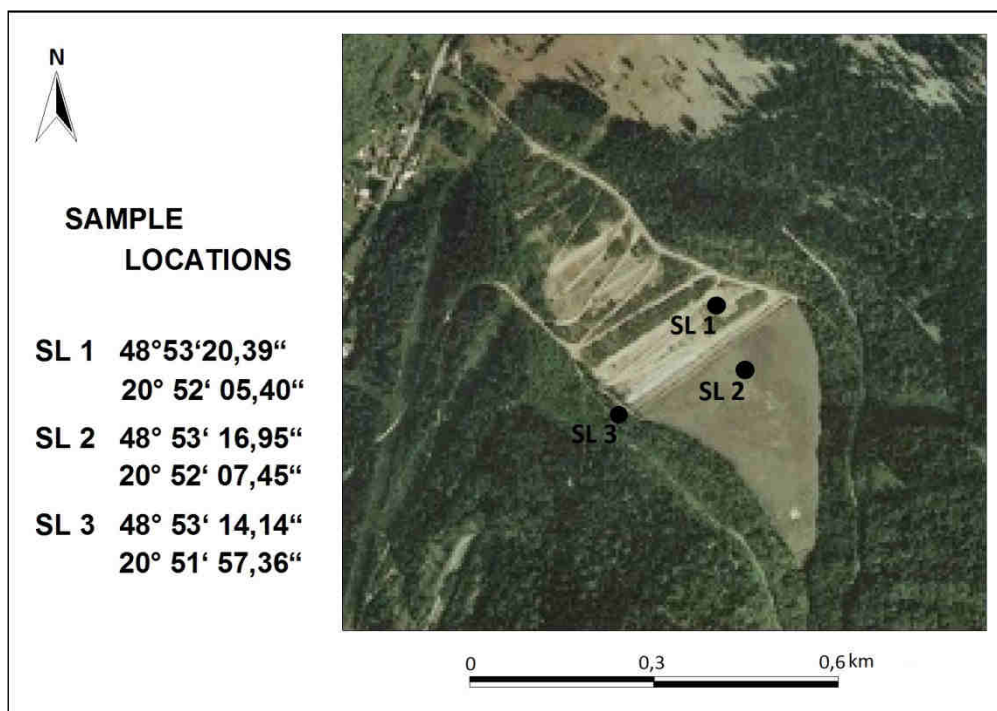 N
SAMPLE
LOCATIONS
SL 1 48°53‘20,39“
20° 52‘ 05,40“
SL 2 48° 53‘ 16,95“
20° 52‘ 07,45“
SL 3 48° 53‘ 14,14“
20° 51‘ 57,36“
SL 1
SL 2
SL 3
0 0,3 0,6 km